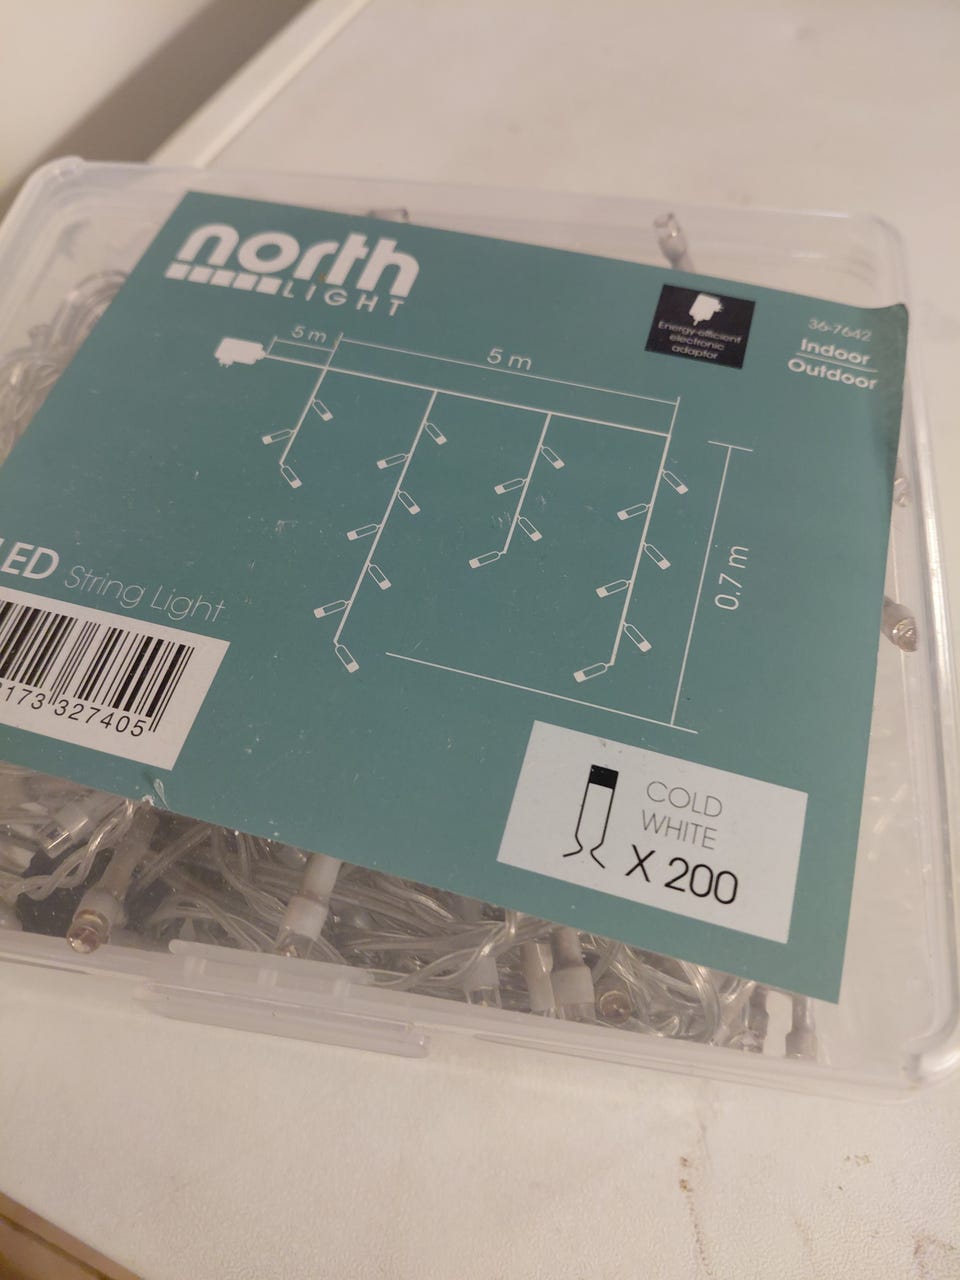 north
LIGHT
5 m
5 m
Energy-efficient
electronic
adaptor
36-7642
Indoor
Outdoor
0.7 m
LED String Light
173 327405
COLD
WHITE
X 200